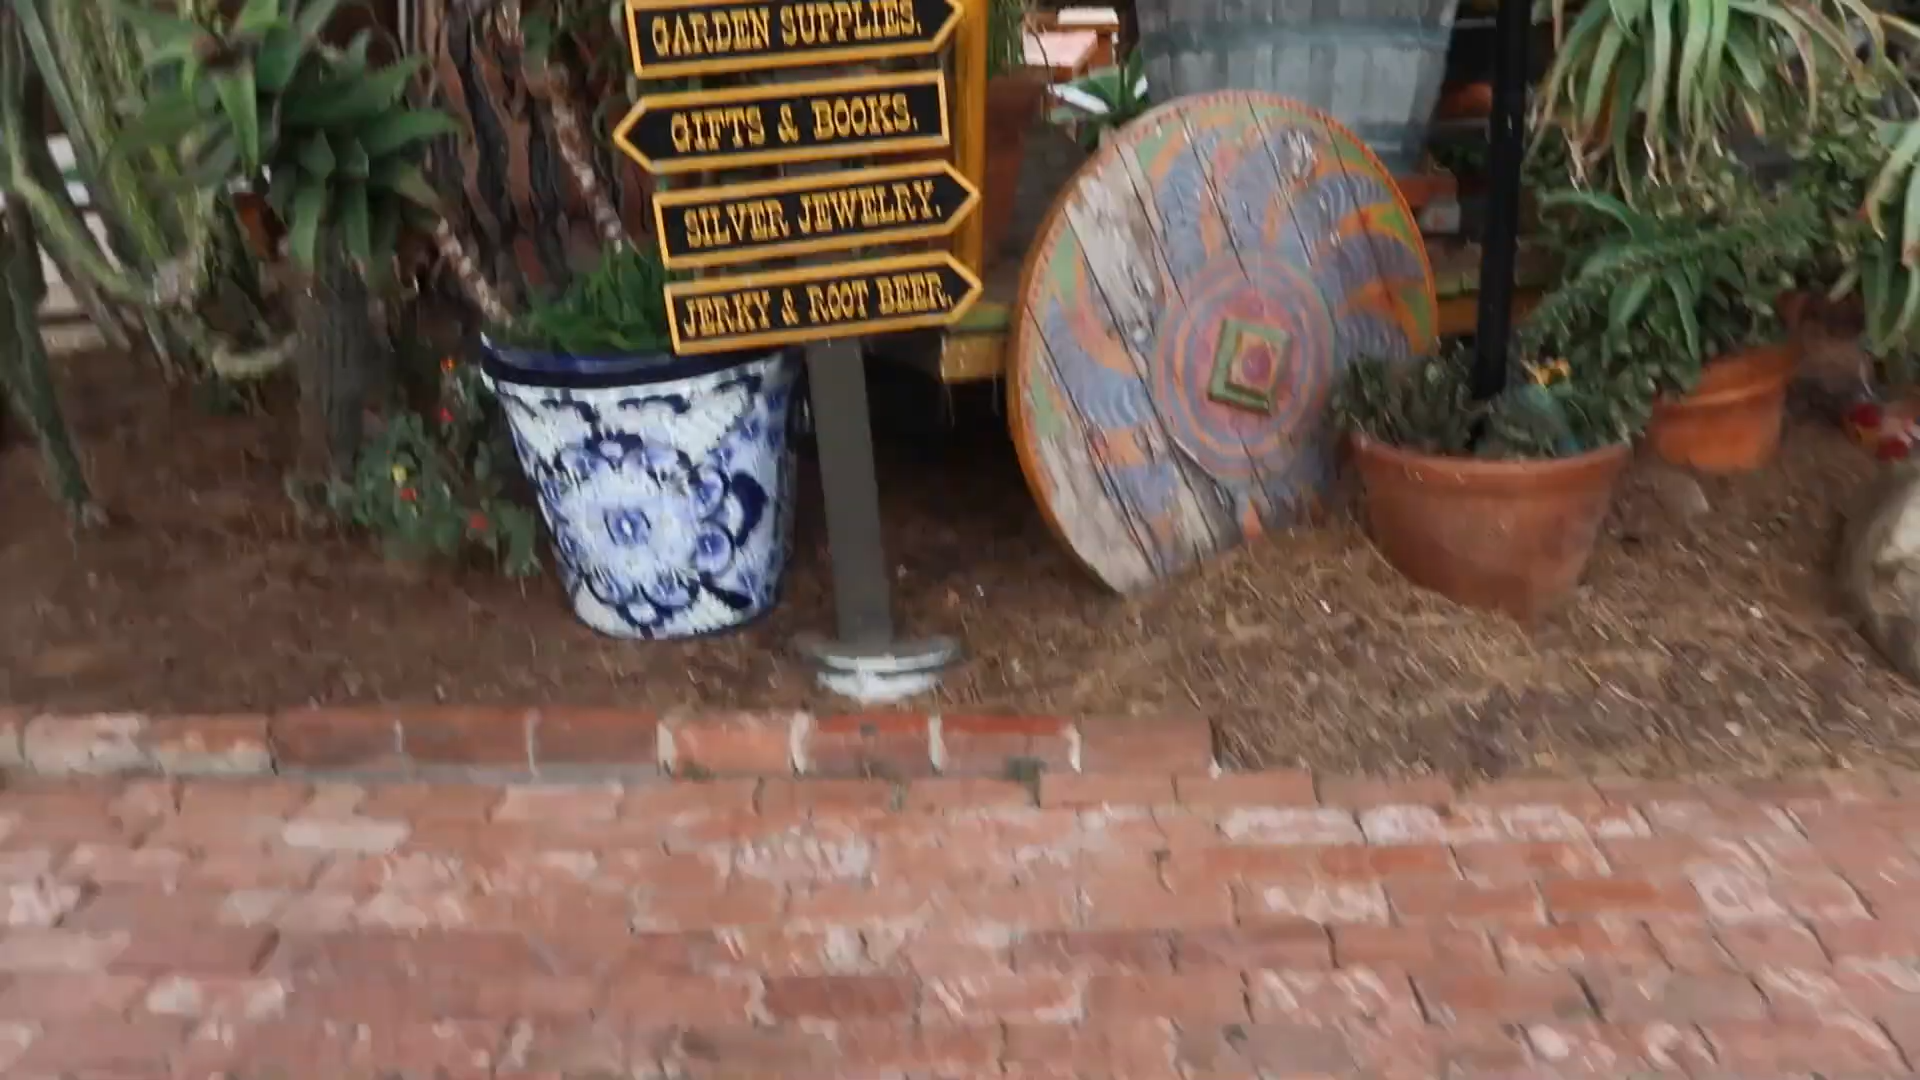 GARDEN SUPPLIES.
GIFTS & BOOKS.
SILVER JEWELRY.
JERKY & ROOT BEER.